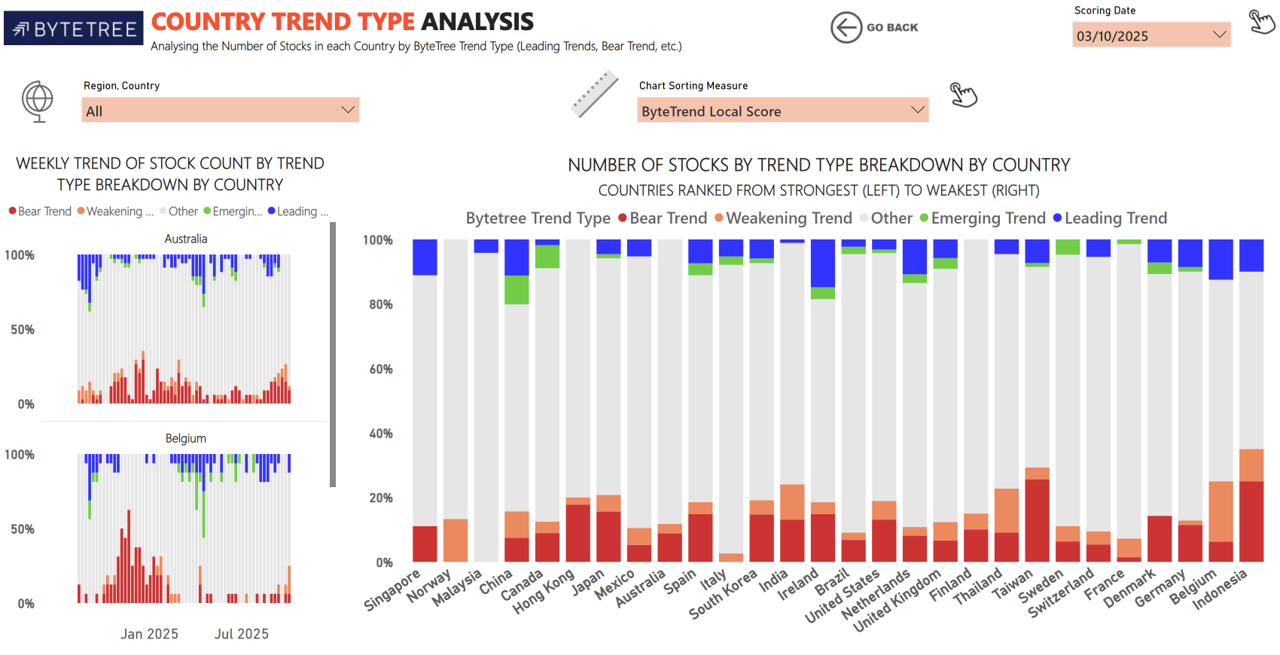 BYTETREE
COUNTRY TREND TYPE ANALYSIS
Analysing the Number of Stocks in each Country by ByteTree Trend Type (Leading Trends, Bear Trend, etc.)
GO BACK
Scoring Date
03/10/2025
Region, Country
All
Chart Sorting Measure
ByteTrend Local Score
WEEKLY TREND OF STOCK COUNT BY TREND
TYPE BREAKDOWN BY COUNTRY
Bear Trend Weakening ... Other Emergin... Leading ...
Australia
100%
50%
0%
Belgium
100%
50%
0%
Jan 2025 Jul 2025
NUMBER OF STOCKS BY TREND TYPE BREAKDOWN BY COUNTRY
COUNTRIES RANKED FROM STRONGEST (LEFT) TO WEAKEST (RIGHT)
Bytetree Trend Type Bear Trend Weakening Trend Other Emerging Trend Leading Trend
100%
80%
60%
40%
20%
0%
Singapore
Norway
Malaysia
China
Canada
Hong Kong
Japan
Mexico
Australia
Spain
Italy
South Korea
India
Ireland
Brazil
United States
Netherlands
United Kingdom
Finland
Thailand
Taiwan
Sweden
Switzerland
France
Denmark
Germany
Belgium
Indonesia